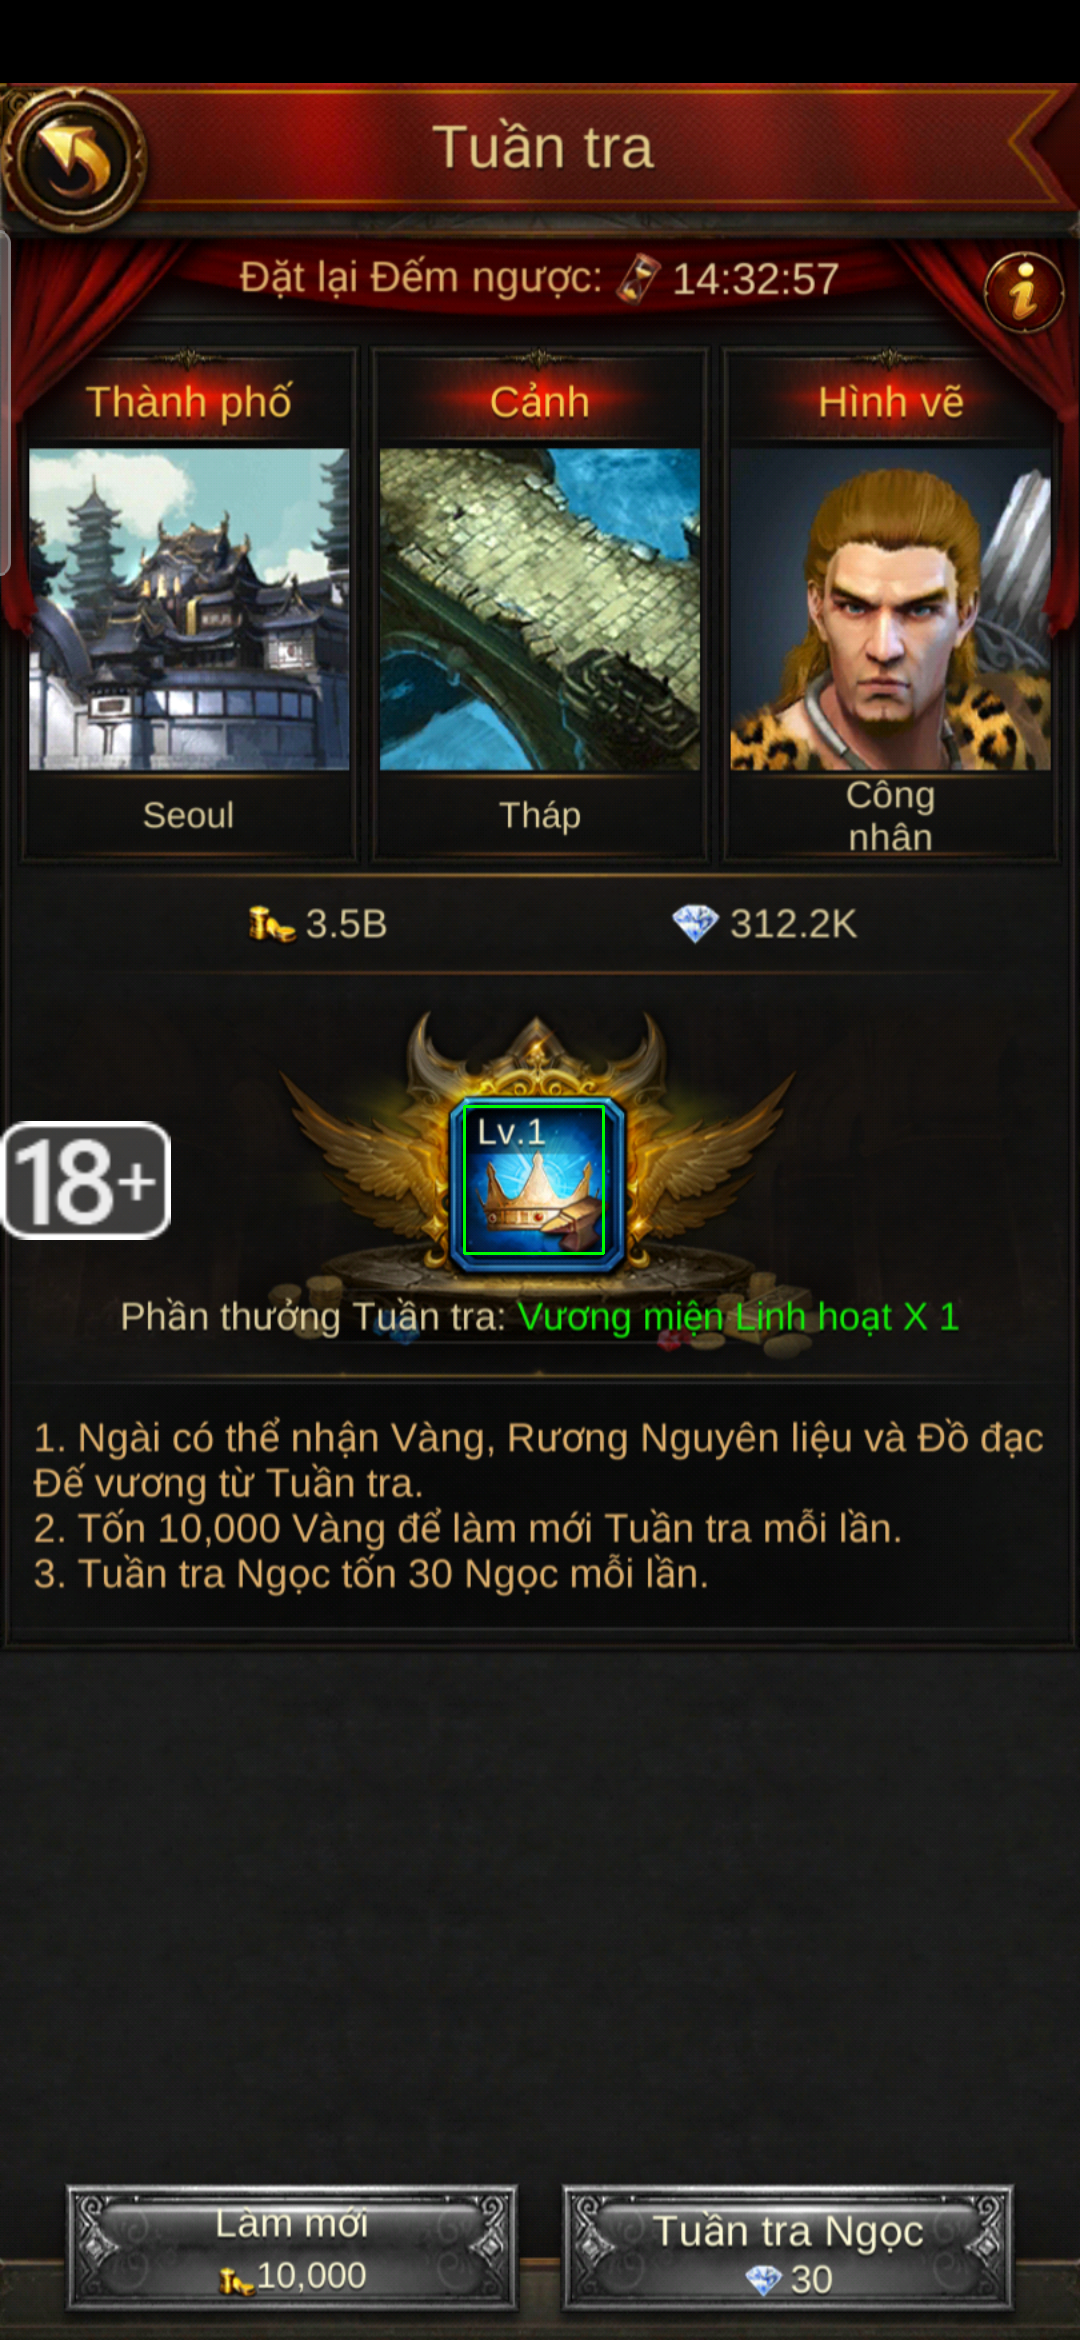 Tuần tra
Đặt lại Đếm ngược: 14:32:57
Thành phố
Cảnh
Hình vẽ
Seoul
Tháp
Công
nhân
3.5B
312.2K
Lv.1
18+
Phần thưởng Tuần tra: Vương miện Linh hoạt X 1
1. Ngài có thể nhận Vàng, Rương Nguyên liệu và Đồ đạc
Đế vương từ Tuần tra.
2. Tốn 10,000 Vàng để làm mới Tuần tra mỗi lần.
3. Tuần tra Ngọc tốn 30 Ngọc mỗi lần.
Làm mới
10,000
Tuần tra Ngọc
30